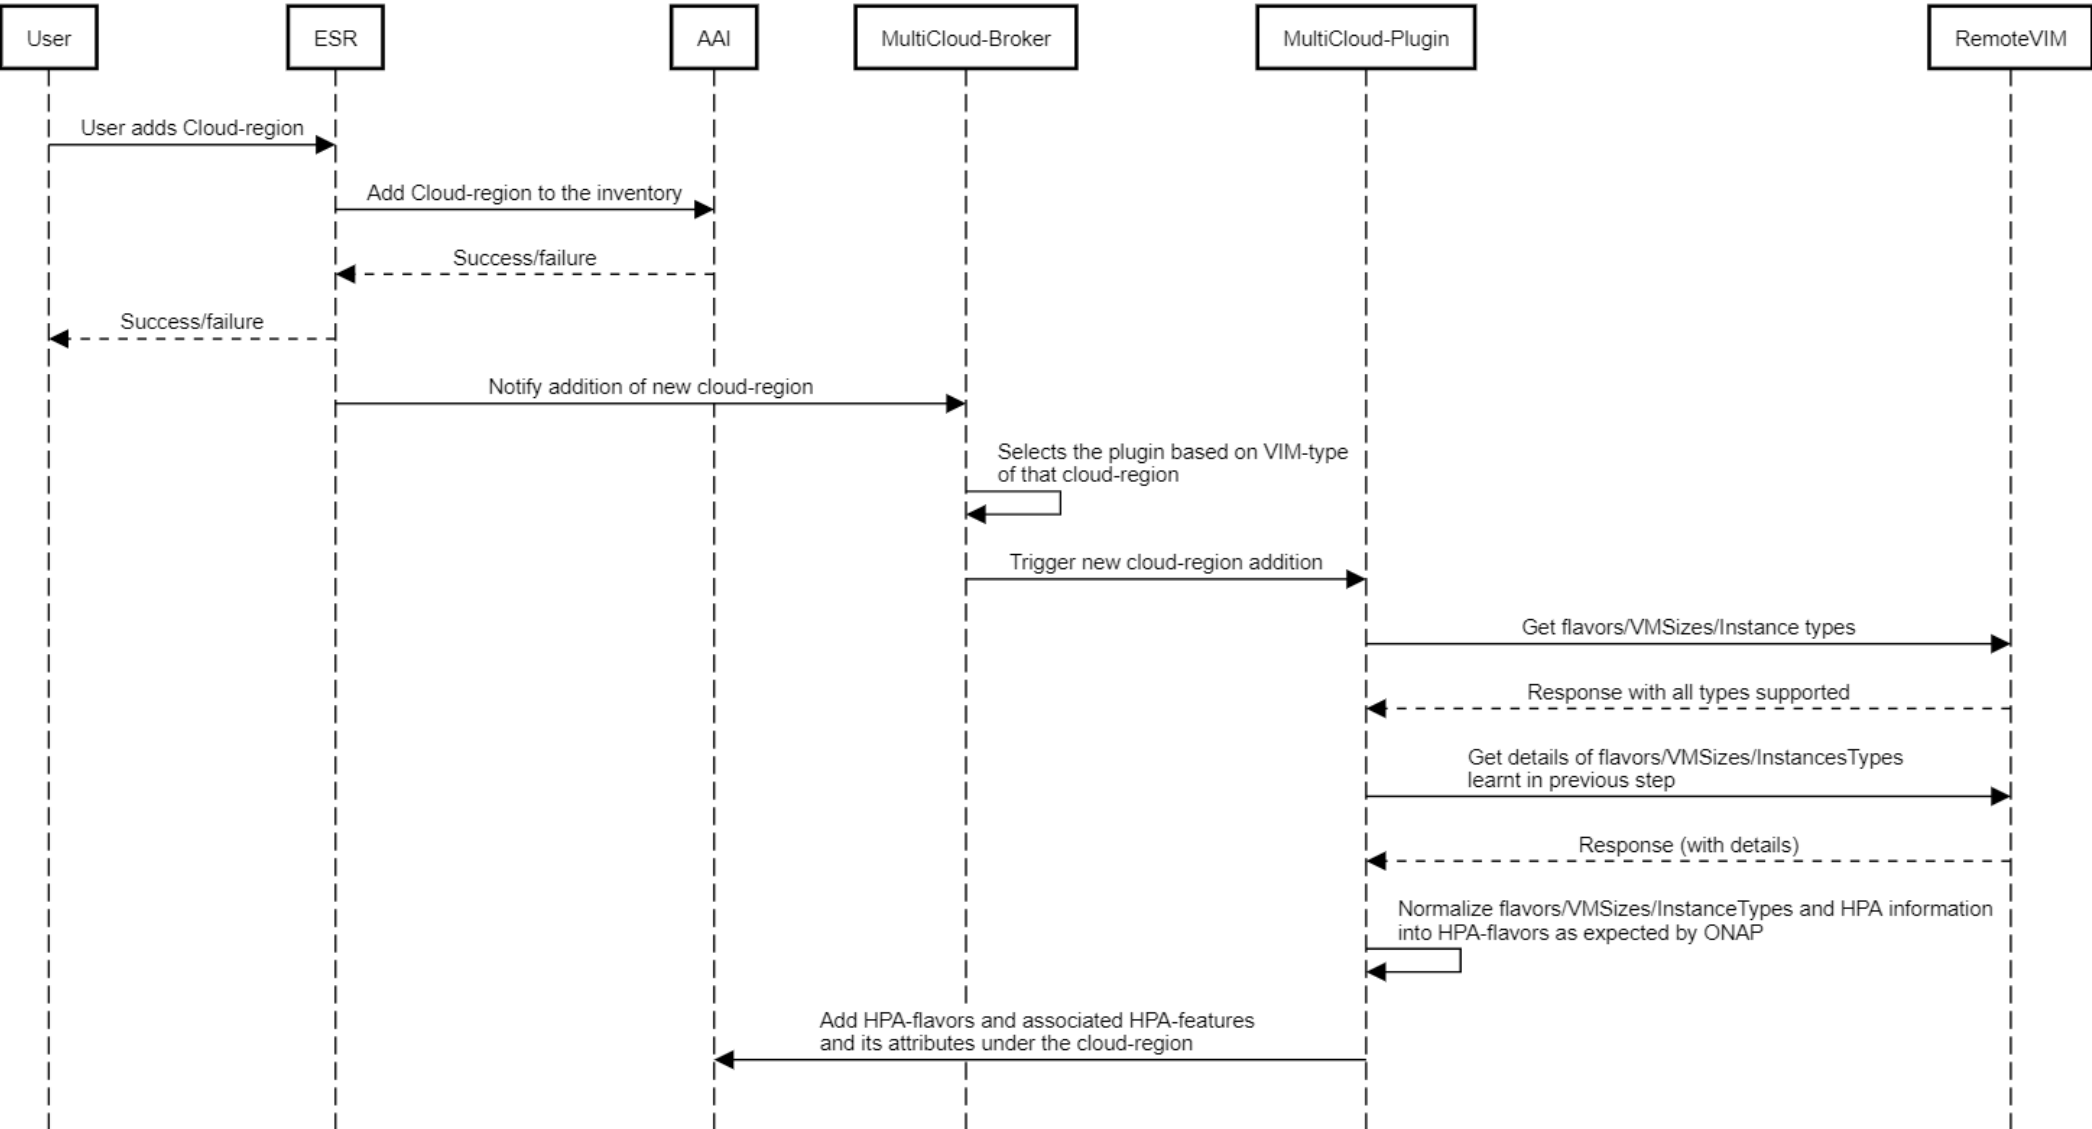 User
ESR
AAI
MultiCloud-Broker
MultiCloud-Plugin
RemoteVIM
User adds Cloud-region
Add Cloud-region to the inventory
Success/failure
Success/failure
Notify addition of new cloud-region
Selects the plugin based on VIM-type
of that cloud-region
Trigger new cloud-region addition
Get flavors/VMSizes/Instance types
Response with all types supported
Get details of flavors/VMSizes/InstancesTypes
learnt in previous step
Response (with details)
Normalize flavors/VMSizes/InstanceTypes and HPA information
into HPA-flavors as expected by ONAP
Add HPA-flavors and associated HPA-features
and its attributes under the cloud-region